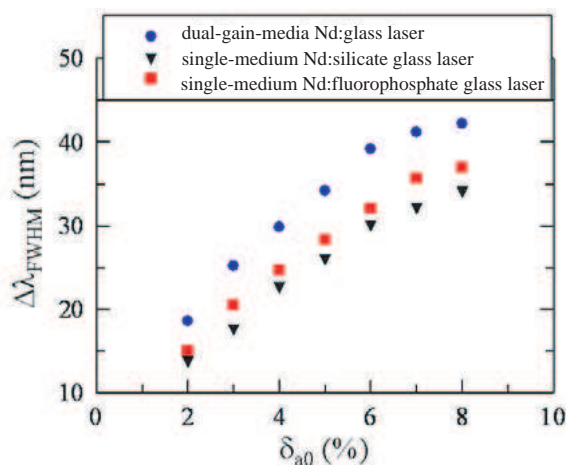 dual-gain-media Nd:glass laser
single-medium Nd:silicate glass laser
single-medium Nd:fluorophosphate glass laser
50
40
30
20
10
ΔλFWHM (nm)
0 2 4 6 8 10
δa0 (%)